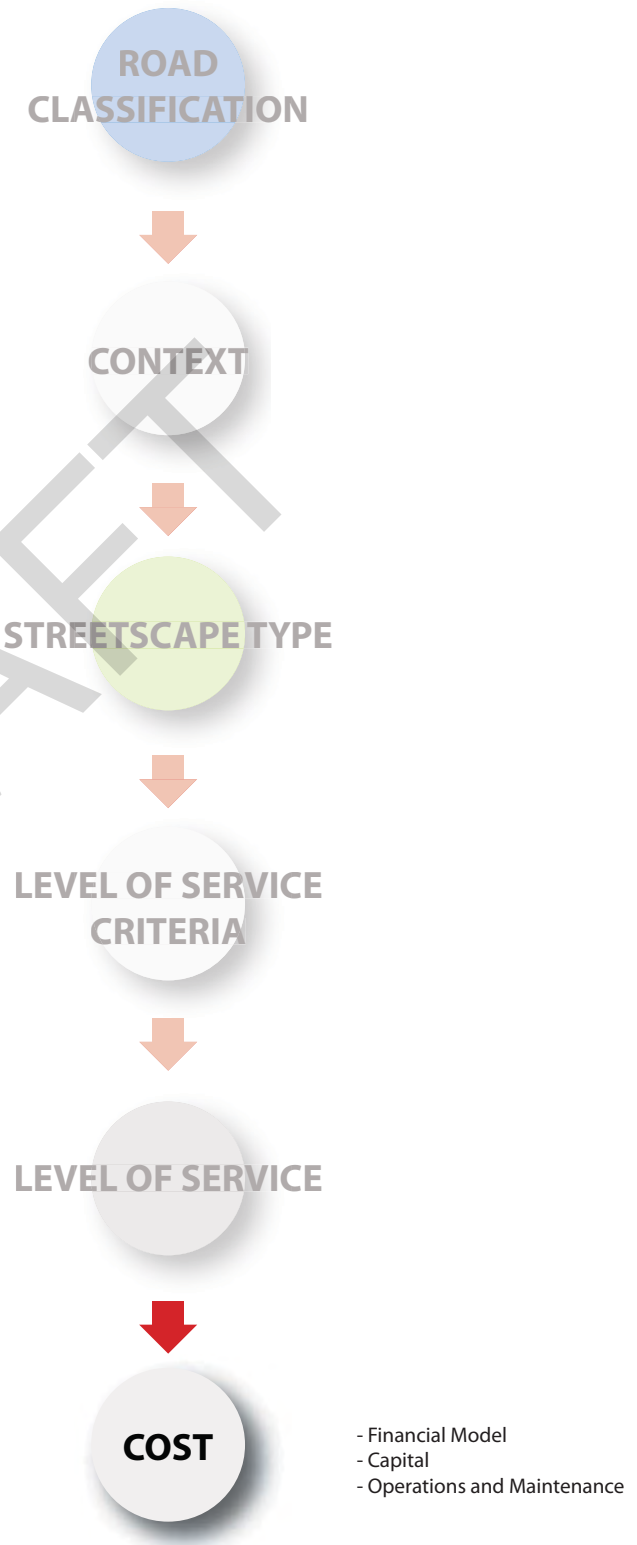 ROAD
CLASSIFICATION
CONTEXT
STREETSCAPE TYPE
LEVEL OF SERVICE
CRITERIA
LEVEL OF SERVICE
COST
- Financial Model
- Capital
- Operations and Maintenance